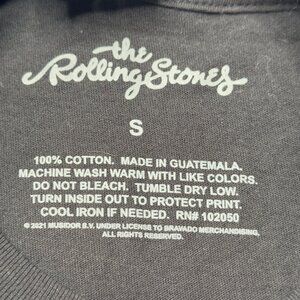 the
Rolling Stones
S
100% COTTON. MADE IN GUATEMALA.
MACHINE WASH WARM WITH LIKE COLORS.
DO NOT BLEACH. TUMBLE DRY LOW.
TURN INSIDE OUT TO PROTECT PRINT.
COOL IRON IF NEEDED. RN# 102050
© 2021 MUSIDOR B.V. UNDER LICENSE TO BRAVADO MERCHANDISING,
ALL RIGHTS RESERVED.